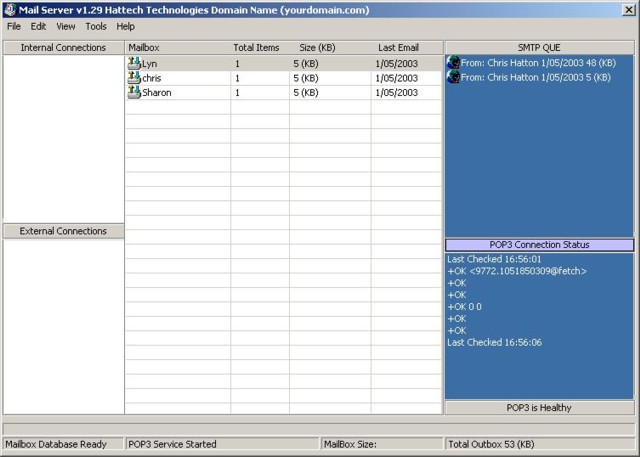 Mail Server v1.29 Hattech Technologies Domain Name (yourdomain.com)
File Edit View Tools Help
Internal Connections
External Connections
Mailbox Total Items Size (KB) Last Email
Lyn 1 5 (KB) 1/05/2003
chris 1 5 (KB) 1/05/2003
Sharon 1 5 (KB) 1/05/2003
SMTP QUE
From: Chris Hatton 1/05/2003 48 (KB)
From: Chris Hatton 1/05/2003 5 (KB)
POP3 Connection Status
Last Checked 16:56:01
+OK <9772.1051850309@fetch>
+OK
+OK
+OK 0 0
+OK
+OK
Last Checked 16:56:06
POP3 is Healthy
Mailbox Database Ready POP3 Service Started MailBox Size: Total Outbox 53 (KB)